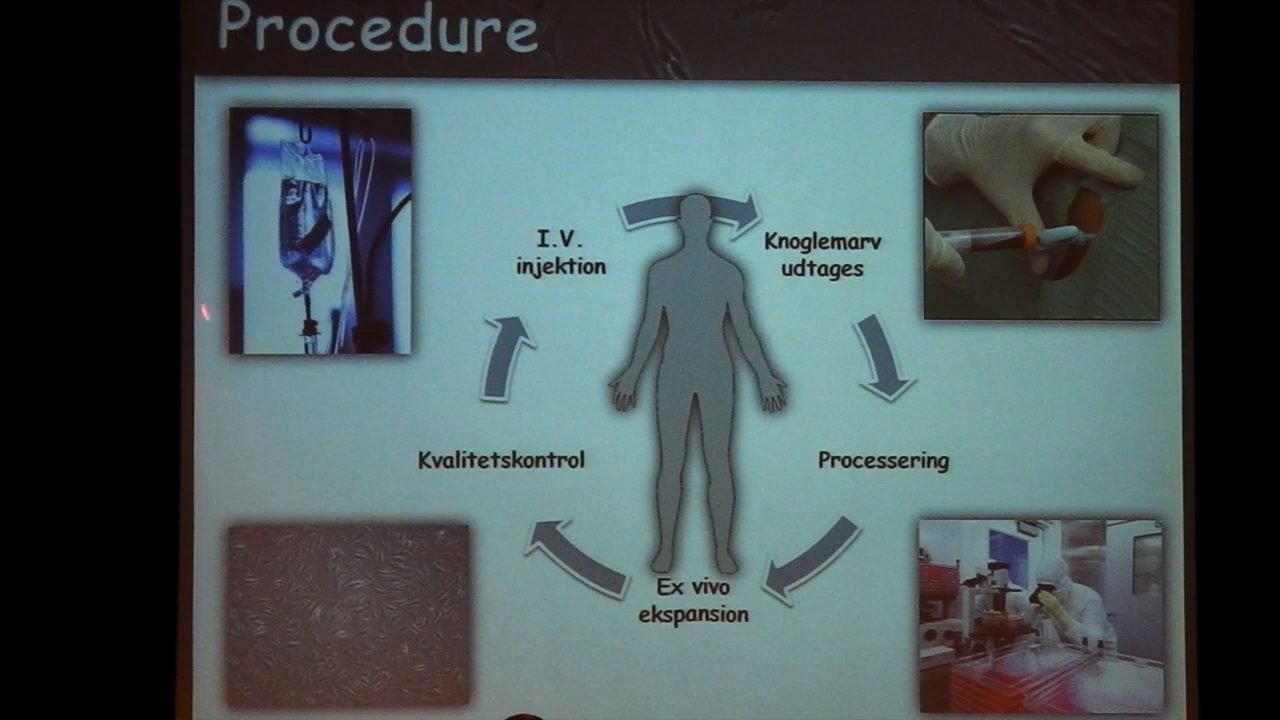 Procedure
I.V.
injektion
Knoglemarv
udtages
Kvalitetskontrol
Processering
Ex vivo
ekspansion